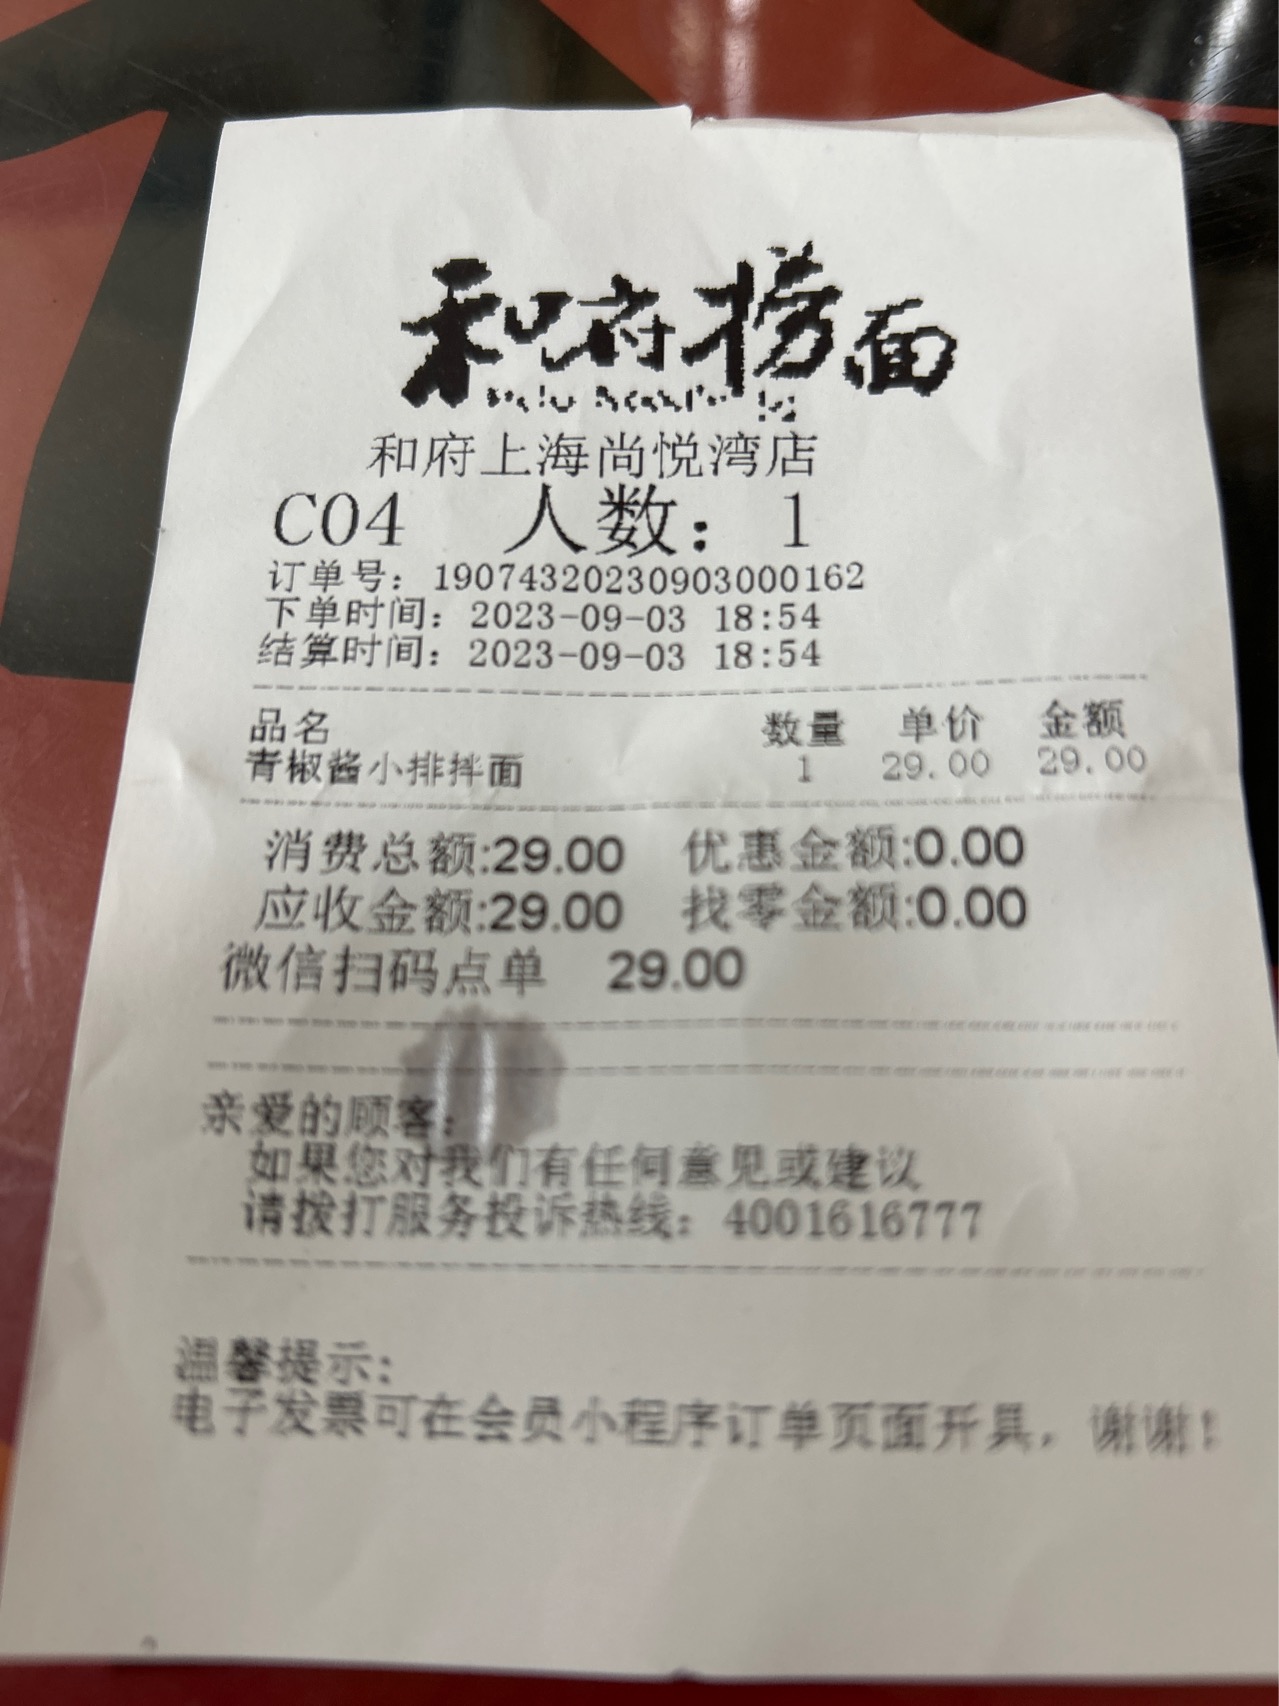 和府捞面
和府上海尚悦湾店
C04 人数：1
订单号：19074320230903000162
下单时间：2023-09-03 18:54
结算时间：2023-09-03 18:54
品名 数量 单价 金额
青椒酱小排拌面 1 29.00 29.00
消费总额:29.00 优惠金额:0.00
应收金额:29.00 找零金额:0.00
微信扫码点单 29.00
亲爱的顾客：
如果您对我们有任何意见或建议
请拨打服务投诉热线：4001616777
温馨提示：
电子发票可在会员小程序订单页面开具，谢谢！